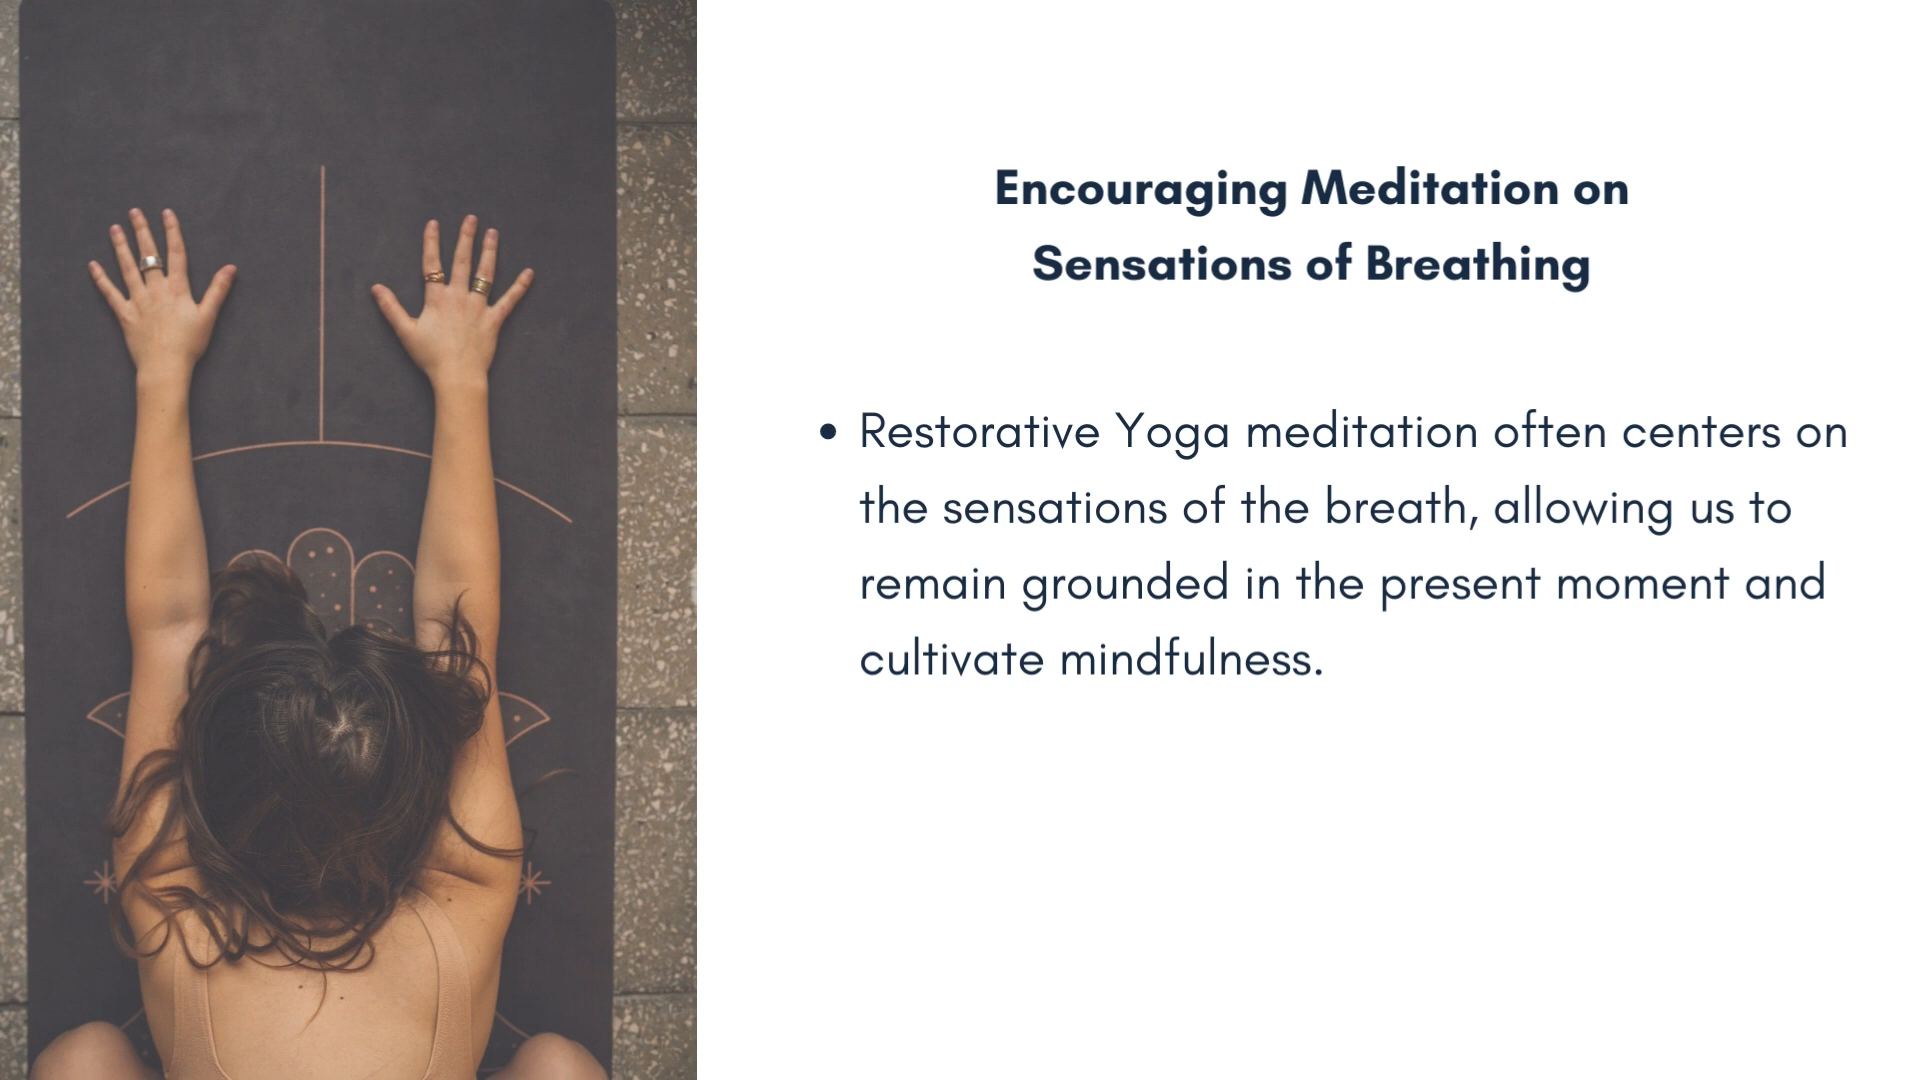 Encouraging Meditation on
Sensations of Breathing
• Restorative Yoga meditation often centers on
the sensations of the breath, allowing us to
remain grounded in the present moment and
cultivate mindfulness.